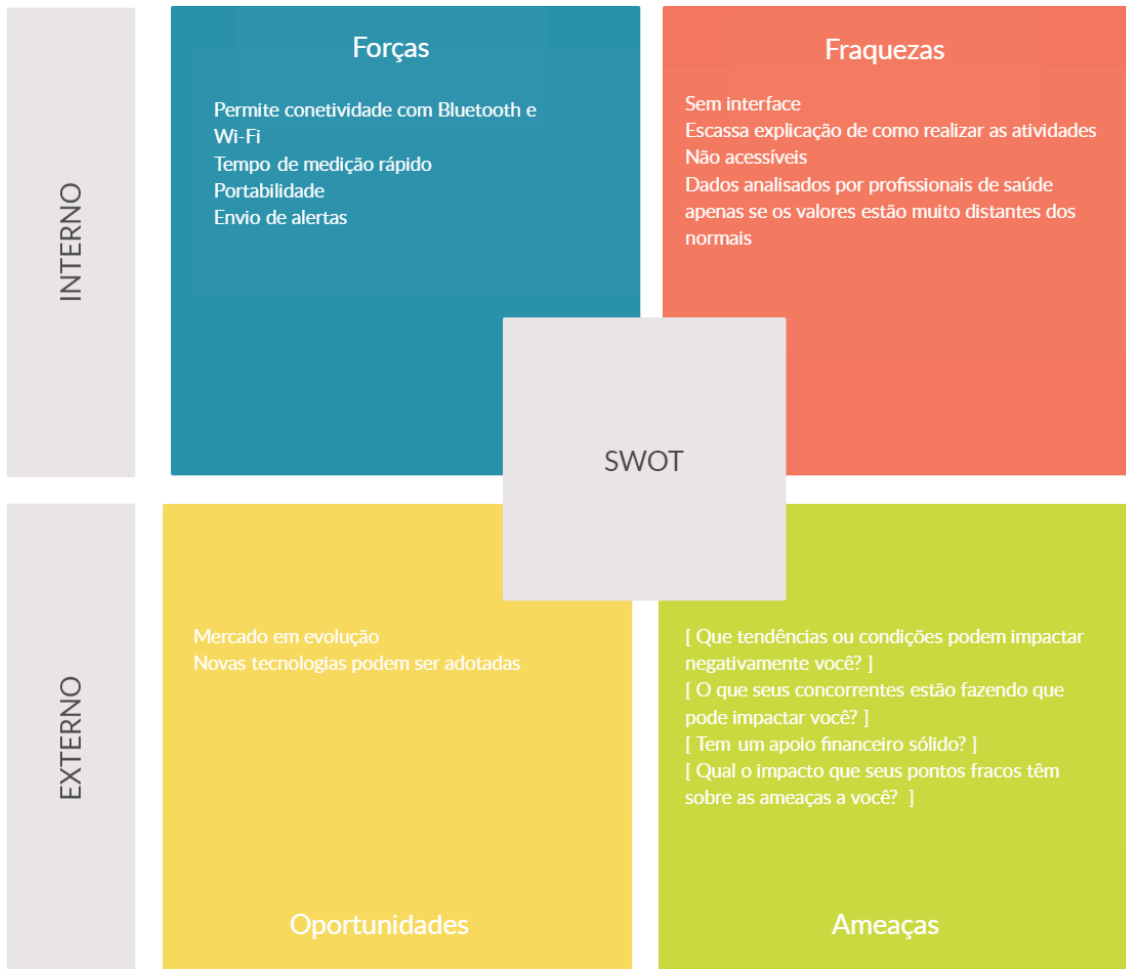 INTERNO
Forças
Permite conetividade com Bluetooth e
Wi-Fi
Tempo de medição rápido
Portabilidade
Envio de alertas
Fraquezas
Sem interface
Escassa explicação de como realizar as atividades
Não acessíveis
Dados analisados por profissionais de saúde
apenas se os valores estão muito distantes dos
normais
SWOT
EXTERNO
Mercado em evolução
Novas tecnologias podem ser adotadas
Oportunidades
[ Que tendências ou condições podem impactar
negativamente você? ]
[ O que seus concorrentes estão fazendo que
pode impactar você? ]
[ Tem um apoio financeiro sólido? ]
[ Qual o impacto que seus pontos fracos têm
sobre as ameaças a você? ]
Ameaças